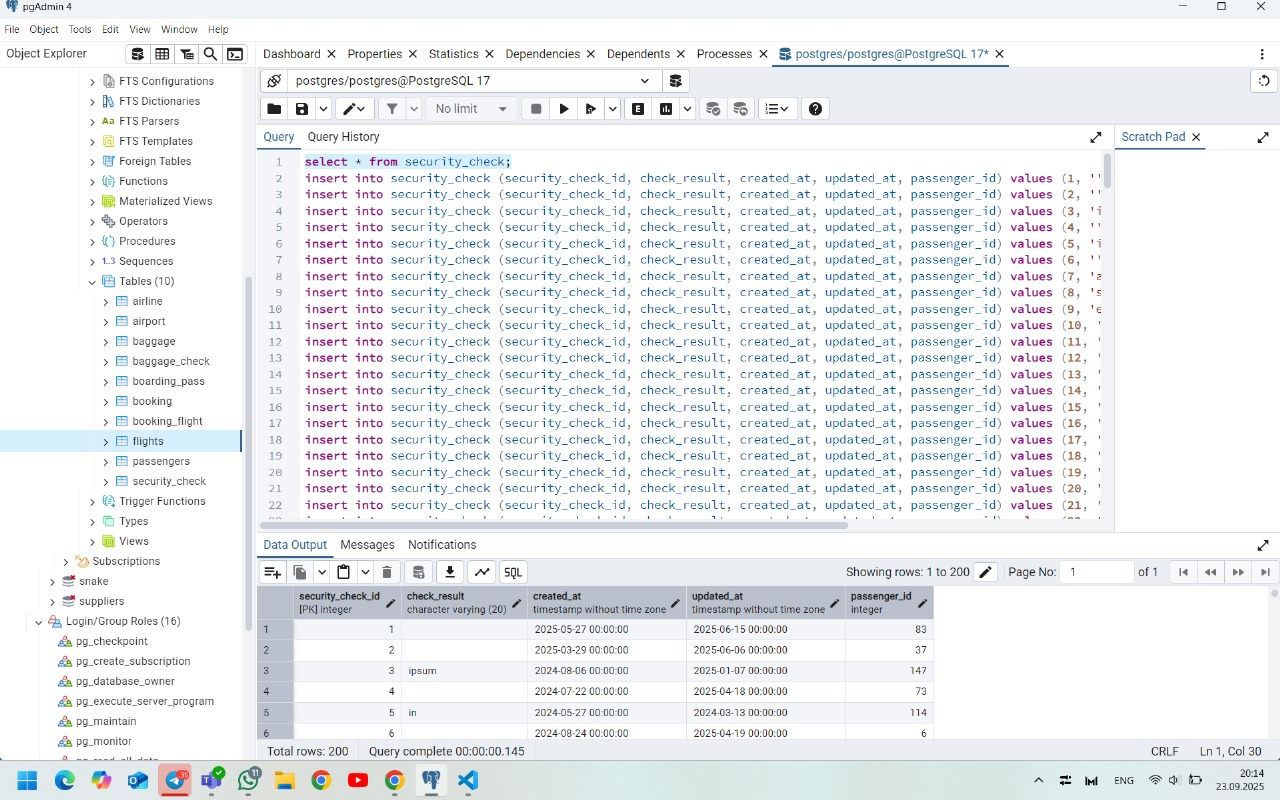 pgAdmin 4
File Object Tools Edit View Window Help
Object Explorer
Dashboard Properties Statistics Dependencies Dependents Processes postgres/postgres@PostgreSQL 17*
FTS Configurations
FTS Dictionaries
Aa FTS Parsers
FTS Templates
Foreign Tables
Functions
Materialized Views
Operators
Procedures
1..3 Sequences
Tables (10)
airline
airport
baggage
baggage_check
boarding_pass
booking
booking_flight
flights
passengers
security_check
Trigger Functions
Types
Views
Subscriptions
snake
suppliers
Login/Group Roles (16)
pg_checkpoint
pg_create_subscription
pg_database_owner
pg_execute_server_program
pg_maintain
pg_monitor
postgres/postgres@PostgreSQL 17
No limit
E
Query Query History
Scratch Pad
1 select * from security_check;
2 insert into security_check (security_check_id, check_result, created_at, updated_at, passenger_id) values (1, ''
3 insert into security_check (security_check_id, check_result, created_at, updated_at, passenger_id) values (2, ''
4 insert into security_check (security_check_id, check_result, created_at, updated_at, passenger_id) values (3, 'i
5 insert into security_check (security_check_id, check_result, created_at, updated_at, passenger_id) values (4, ''
6 insert into security_check (security_check_id, check_result, created_at, updated_at, passenger_id) values (5, 'i
7 insert into security_check (security_check_id, check_result, created_at, updated_at, passenger_id) values (6, ''
8 insert into security_check (security_check_id, check_result, created_at, updated_at, passenger_id) values (7, 'a
9 insert into security_check (security_check_id, check_result, created_at, updated_at, passenger_id) values (8, 's
10 insert into security_check (security_check_id, check_result, created_at, updated_at, passenger_id) values (9, 'e
11 insert into security_check (security_check_id, check_result, created_at, updated_at, passenger_id) values (10, '
12 insert into security_check (security_check_id, check_result, created_at, updated_at, passenger_id) values (11, '
13 insert into security_check (security_check_id, check_result, created_at, updated_at, passenger_id) values (12, '
14 insert into security_check (security_check_id, check_result, created_at, updated_at, passenger_id) values (13, '
15 insert into security_check (security_check_id, check_result, created_at, updated_at, passenger_id) values (14, '
16 insert into security_check (security_check_id, check_result, created_at, updated_at, passenger_id) values (15, '
17 insert into security_check (security_check_id, check_result, created_at, updated_at, passenger_id) values (16, '
18 insert into security_check (security_check_id, check_result, created_at, updated_at, passenger_id) values (17, '
19 insert into security_check (security_check_id, check_result, created_at, updated_at, passenger_id) values (18, '
20 insert into security_check (security_check_id, check_result, created_at, updated_at, passenger_id) values (19, '
21 insert into security_check (security_check_id, check_result, created_at, updated_at, passenger_id) values (20, '
22 insert into security_check (security_check_id, check_result, created_at, updated_at, passenger_id) values (21, '
Data Output Messages Notifications
SQL
Showing rows: 1 to 200 Page No: 1 of 1
security_check_id check_result created_at updated_at passenger_id
[PK] integer character varying (20) timestamp without time zone timestamp without time zone integer
1 1 2025-05-27 00:00:00 2025-06-15 00:00:00 83
2 2 2025-03-29 00:00:00 2025-06-06 00:00:00 37
3 3 ipsum 2024-08-06 00:00:00 2025-01-07 00:00:00 147
4 4 2024-07-22 00:00:00 2025-04-18 00:00:00 73
5 5 in 2024-05-27 00:00:00 2024-03-13 00:00:00 114
6 6 2024-08-24 00:00:00 2025-04-19 00:00:00 6
Total rows: 200 Query complete 00:00:00.145 CRLF Ln 1, Col 30
35
11
ENG
20:14
23.09.2025